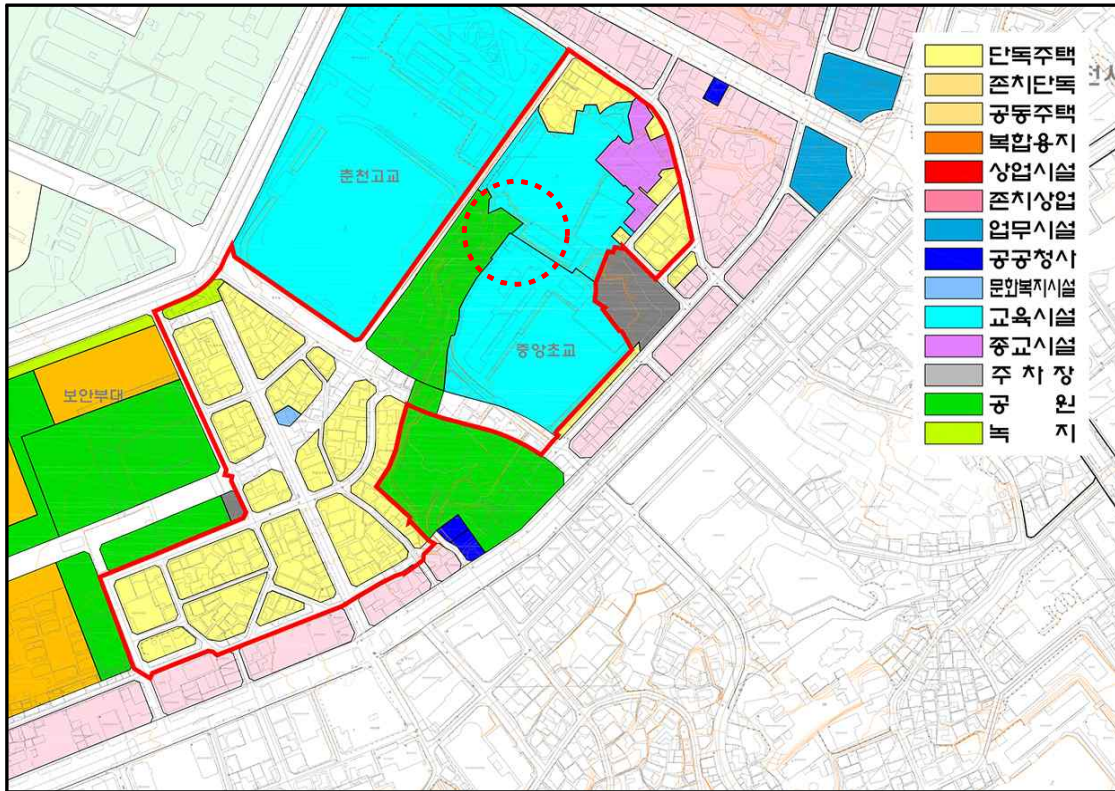 단독주택
존치단독
공동주택
복합용지
상업시설
존치상업
업무시설
공공청사
문화복지시설
교육시설
종교시설
주 차 장
공 원
녹 지
춘천고교
중앙초교
보안부대